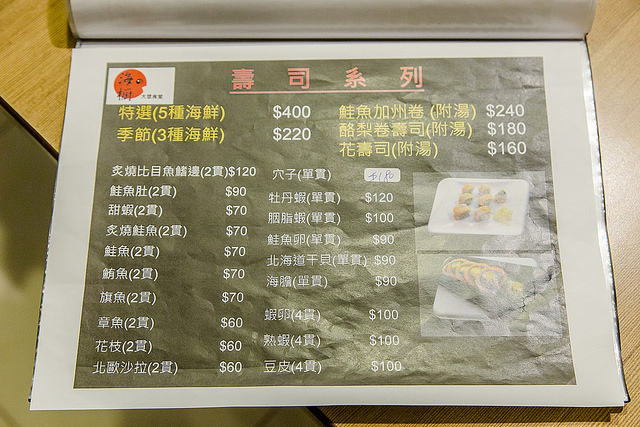 壽司系列
海
特選(5種海鮮) $400
季節(3種海鮮) $220
鮭魚加州卷 (附湯) $240
酪梨卷壽司(附湯) $180
花壽司(附湯) $160
炙燒比目魚鰭邊(2貫)$120
鮭魚肚(2貫) $90
甜蝦(2貫) $70
炙燒鮭魚(2貫) $70
鮭魚(2貫) $70
鮪魚(2貫) $70
旗魚(2貫) $70
章魚(2貫) $60
花枝(2貫) $60
北歐沙拉(2貫) $60
穴子(單貫)
牡丹蝦(單貫) $120
胭脂蝦(單貫) $100
鮭魚卵(單貫) $90
北海道干貝(單貫) $90
海膽(單貫) $90
蝦卵(4貫) $100
熟蝦(4貫) $100
豆皮(4貫) $100